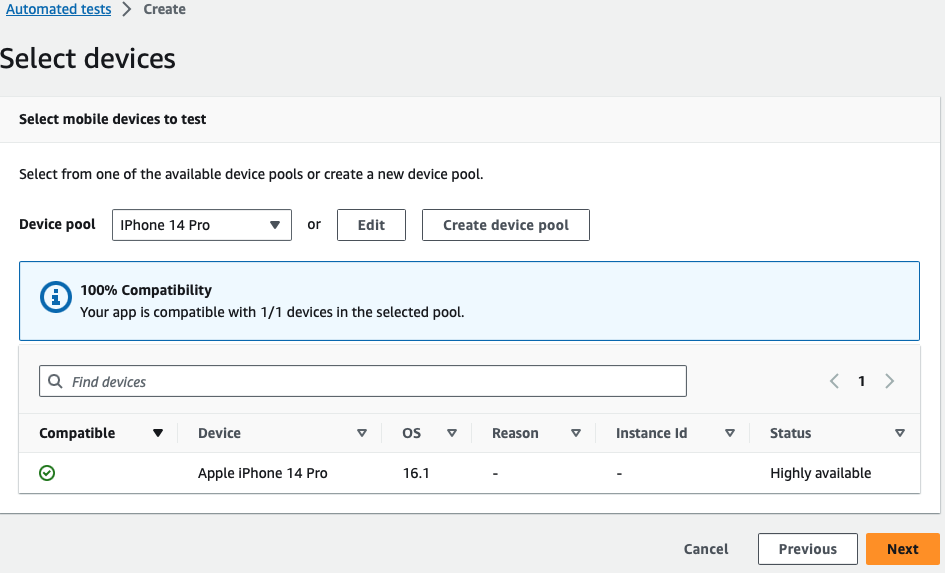 Automated tests > Create
Select devices
Select mobile devices to test
Select from one of the available device pools or create a new device pool.
Device pool IPhone 14 Pro or Edit Create device pool
100% Compatibility
Your app is compatible with 1/1 devices in the selected pool.
Find devices 1
Compatible Device OS Reason Instance Id Status
Apple iPhone 14 Pro 16.1 - - Highly available
Cancel Previous Next